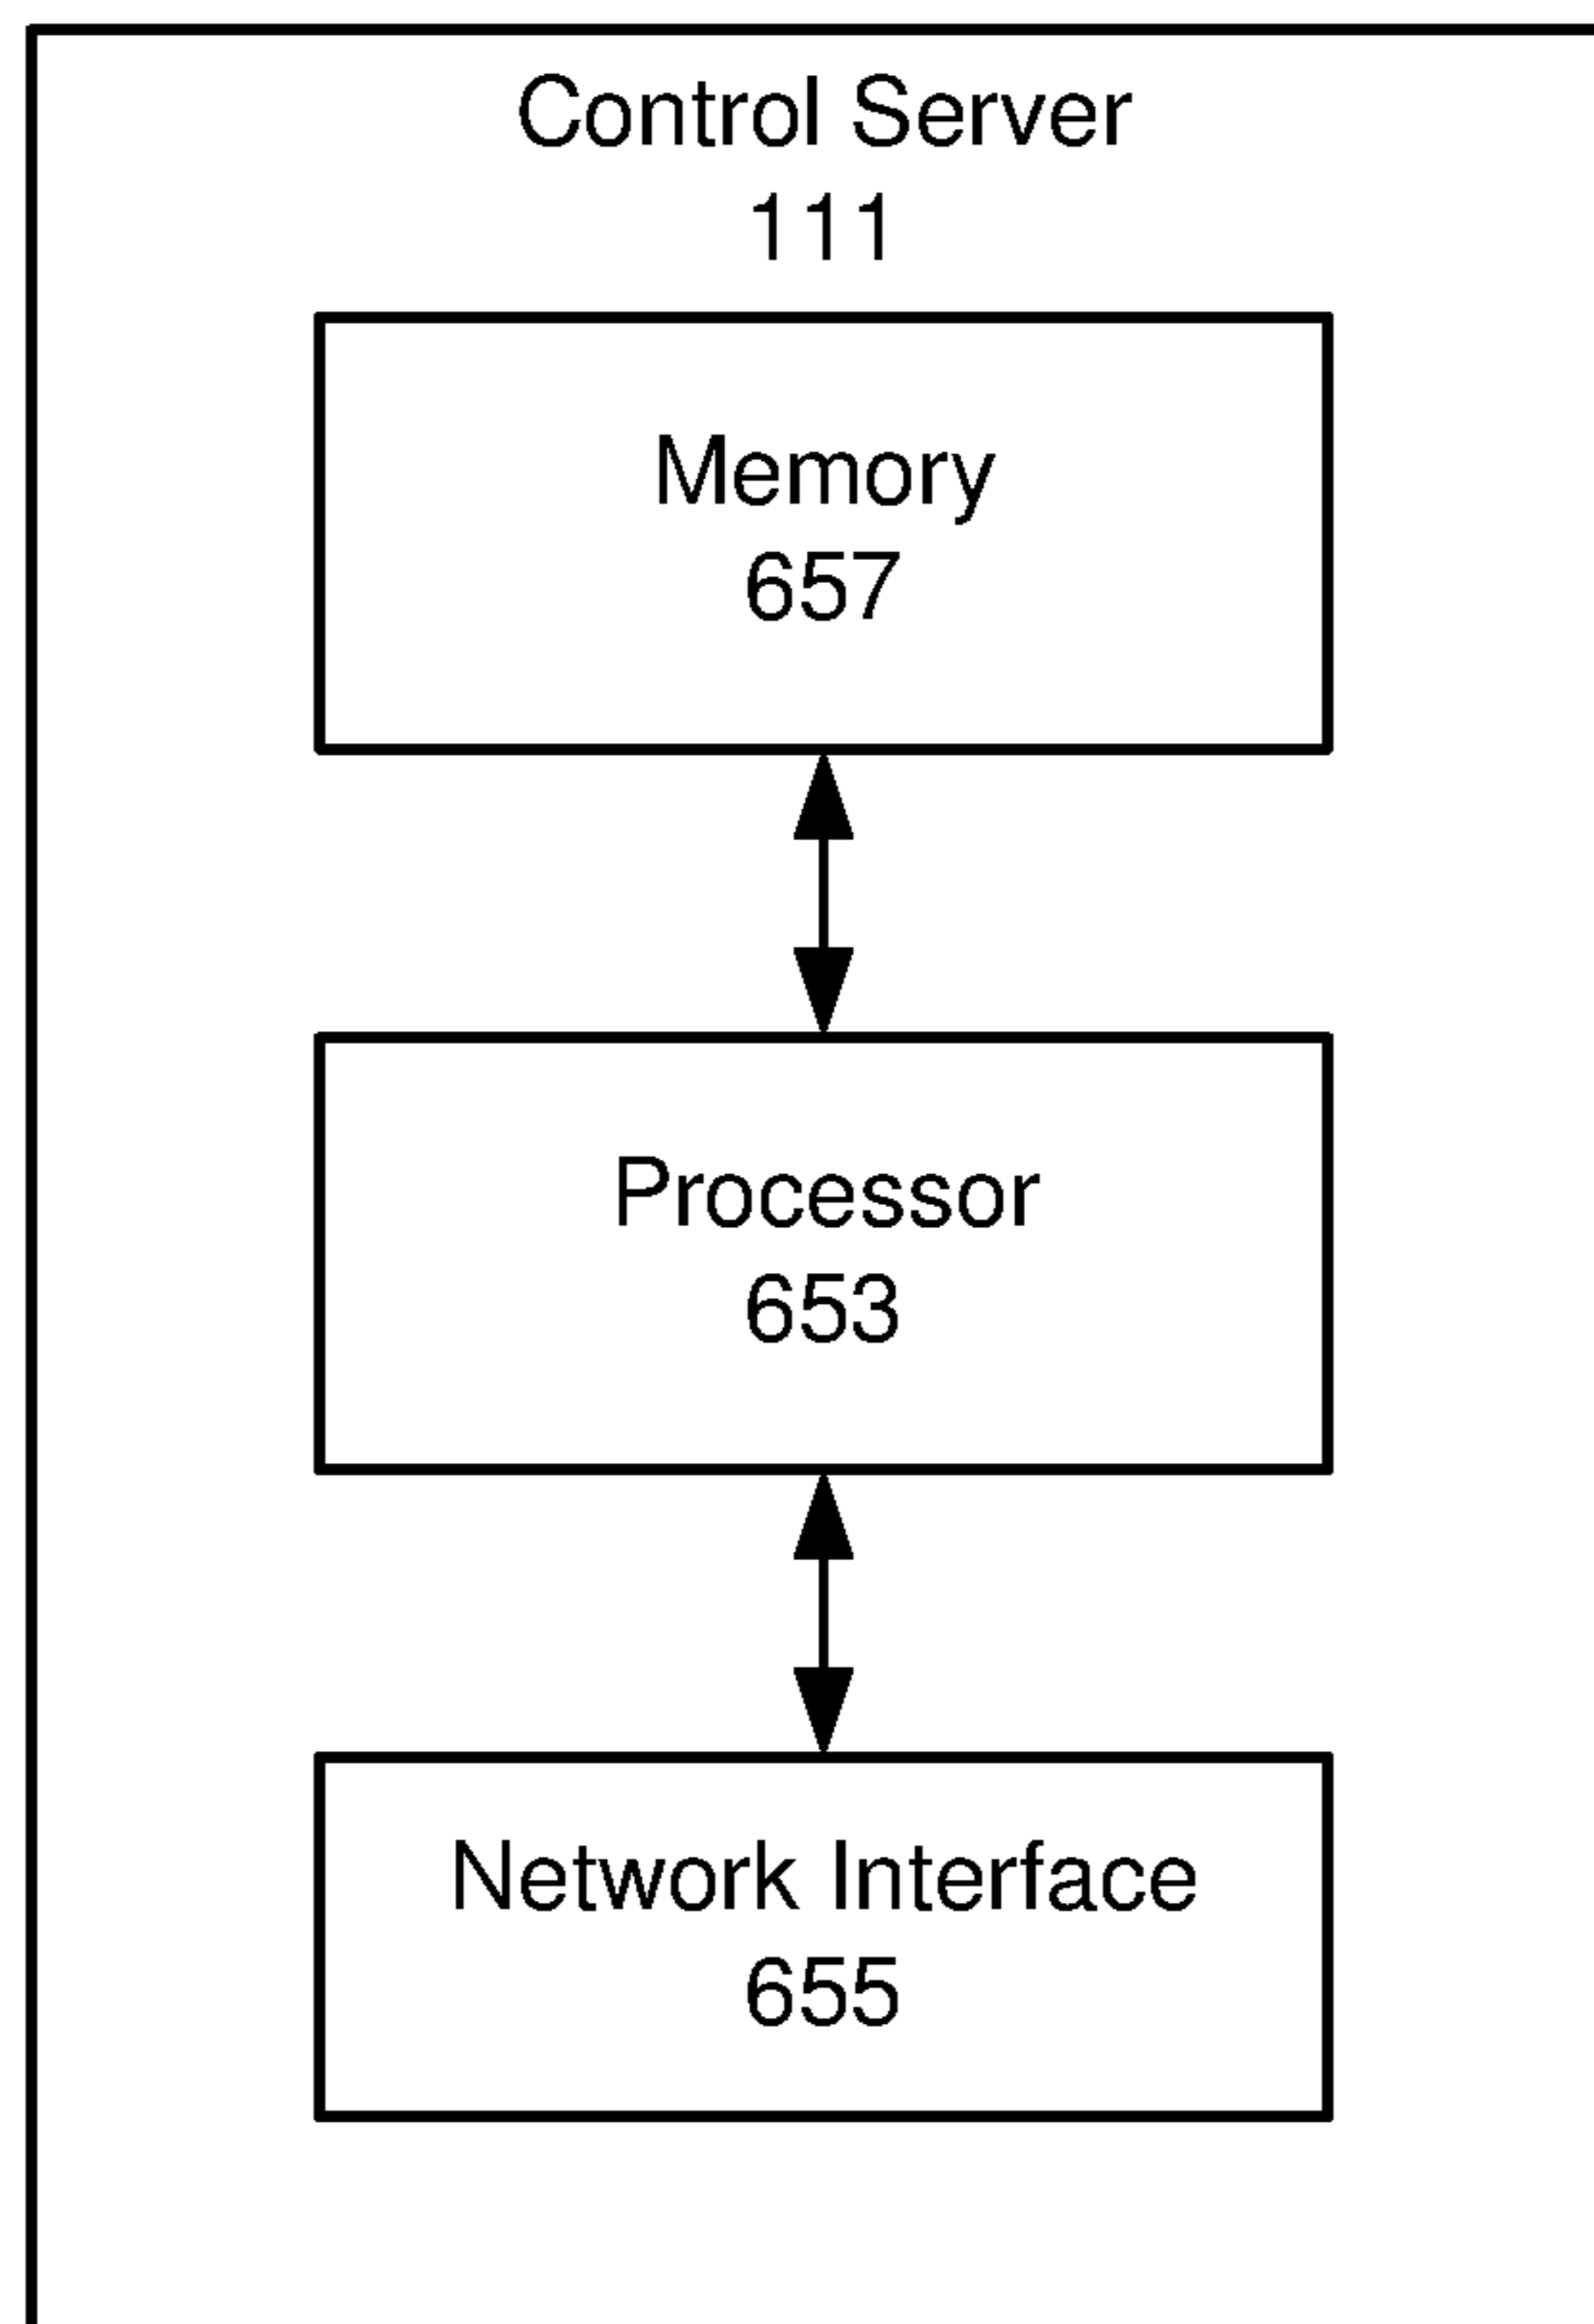 Control Server
111
Memory
657
Processor
653
Network Interface
655